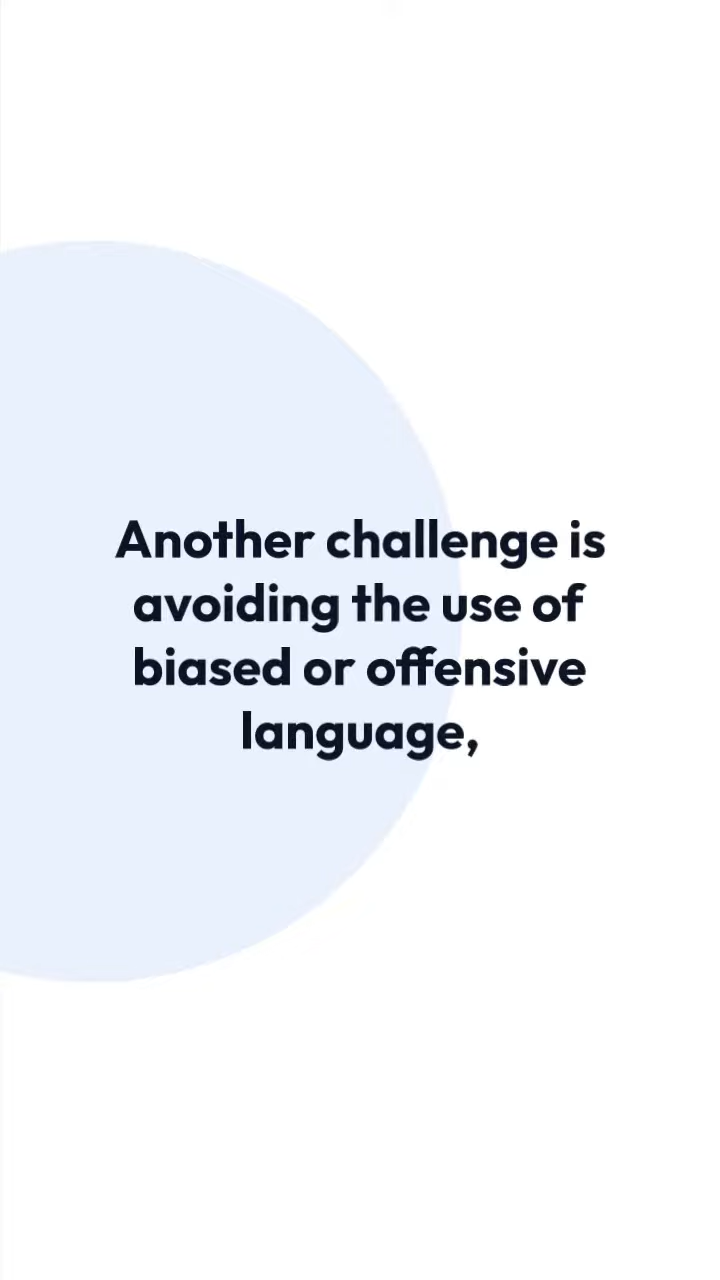 Another challenge is
avoiding the use of
biased or offensive
language,